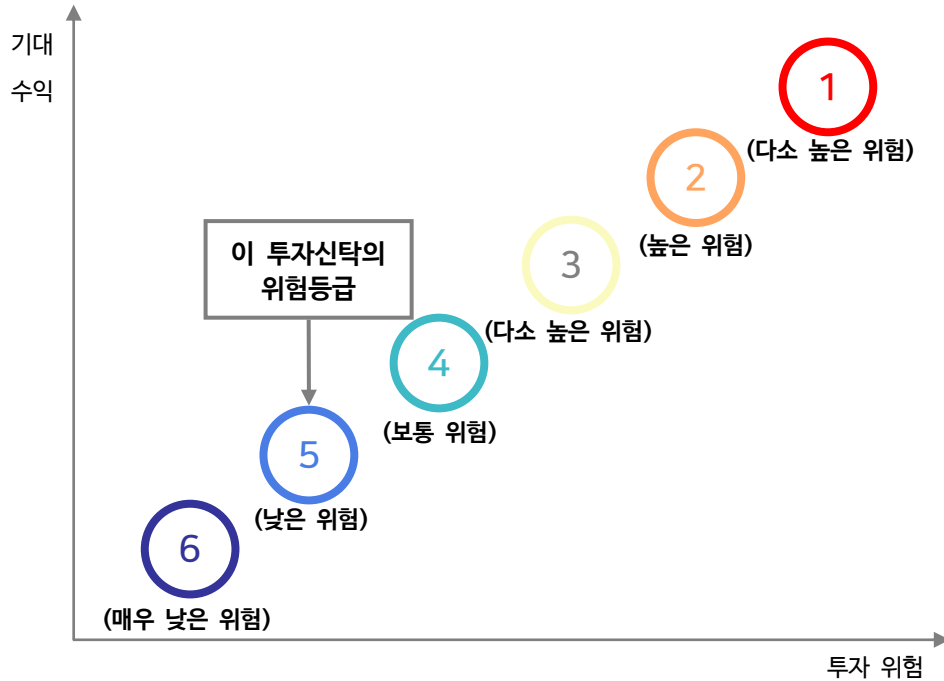 기대
수익
1
(다소 높은 위험)
2
(높은 위험)
이 투자신탁의
위험등급
3
(다소 높은 위험)
4
(보통 위험)
5
(낮은 위험)
6
(매우 낮은 위험)
투자 위험